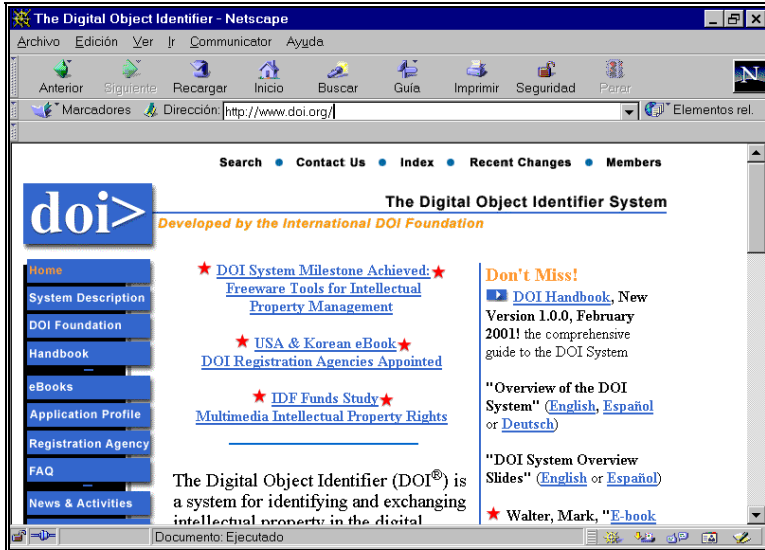 The Digital Object Identifier - Netscape
Archivo Edición Ver Ir Communicator Ayuda
Anterior Siguiente Recargar Inicio Buscar Guía Imprimir Seguridad Parar
N
Marcadores Dirección: http://www.doi.org/ Elementos rel.
Search • Contact Us • Index • Recent Changes • Members
doi>
The Digital Object Identifier System
Developed by the International DOI Foundation
Home
System Description
DOI Foundation
Handbook
eBooks
Application Profile
Registration Agency
FAQ
News & Activities
DOI System Milestone Achieved:
Freeware Tools for Intellectual
Property Management
USA & Korean eBook
DOI Registration Agencies Appointed
IDF Funds Study
Multimedia Intellectual Property Rights
The Digital Object Identifier (DOI®) is
a system for identifying and exchanging
intellectual property in the digital
Don't Miss!
DOI Handbook, New
Version 1.0.0, February
2001! the comprehensive
guide to the DOI System
"Overview of the DOI
System" (English, Español
or Deutsch)
"DOI System Overview
Slides" (English or Español)
Walter, Mark, "E-book
Documento: Ejecutado